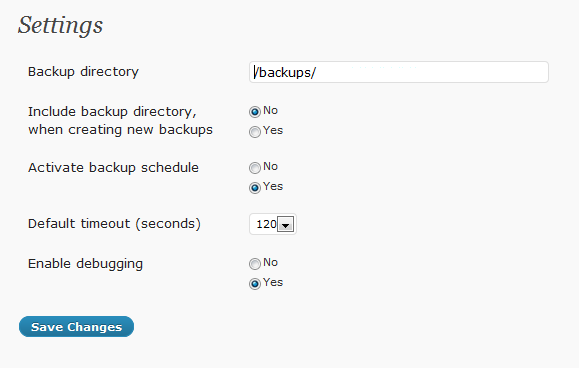 Settings
Backup directory
/backups/
Include backup directory,
when creating new backups
No
Yes
Activate backup schedule
No
Yes
Default timeout (seconds)
120
Enable debugging
No
Yes
Save Changes